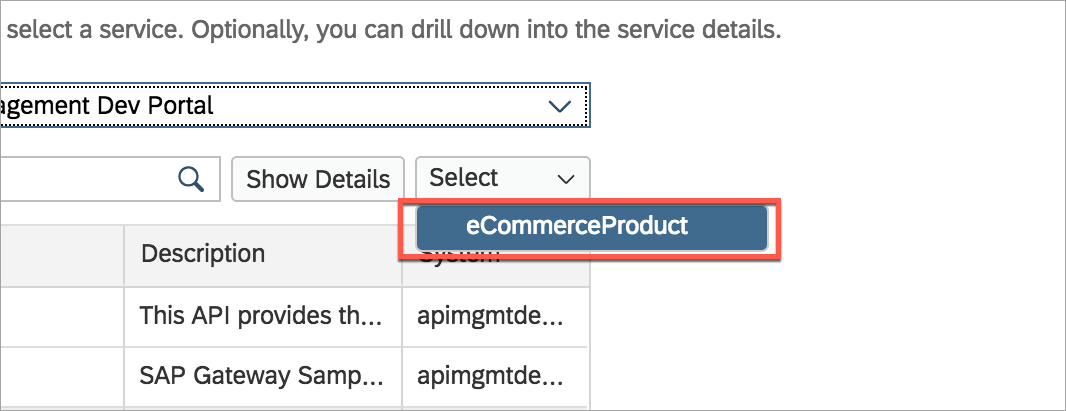 select a service. Optionally, you can drill down into the service details.
agement Dev Portal
Show Details Select
eCommerceProduct
Description System
This API provides th... apimgmtde...
SAP Gateway Samp... apimgmtde...